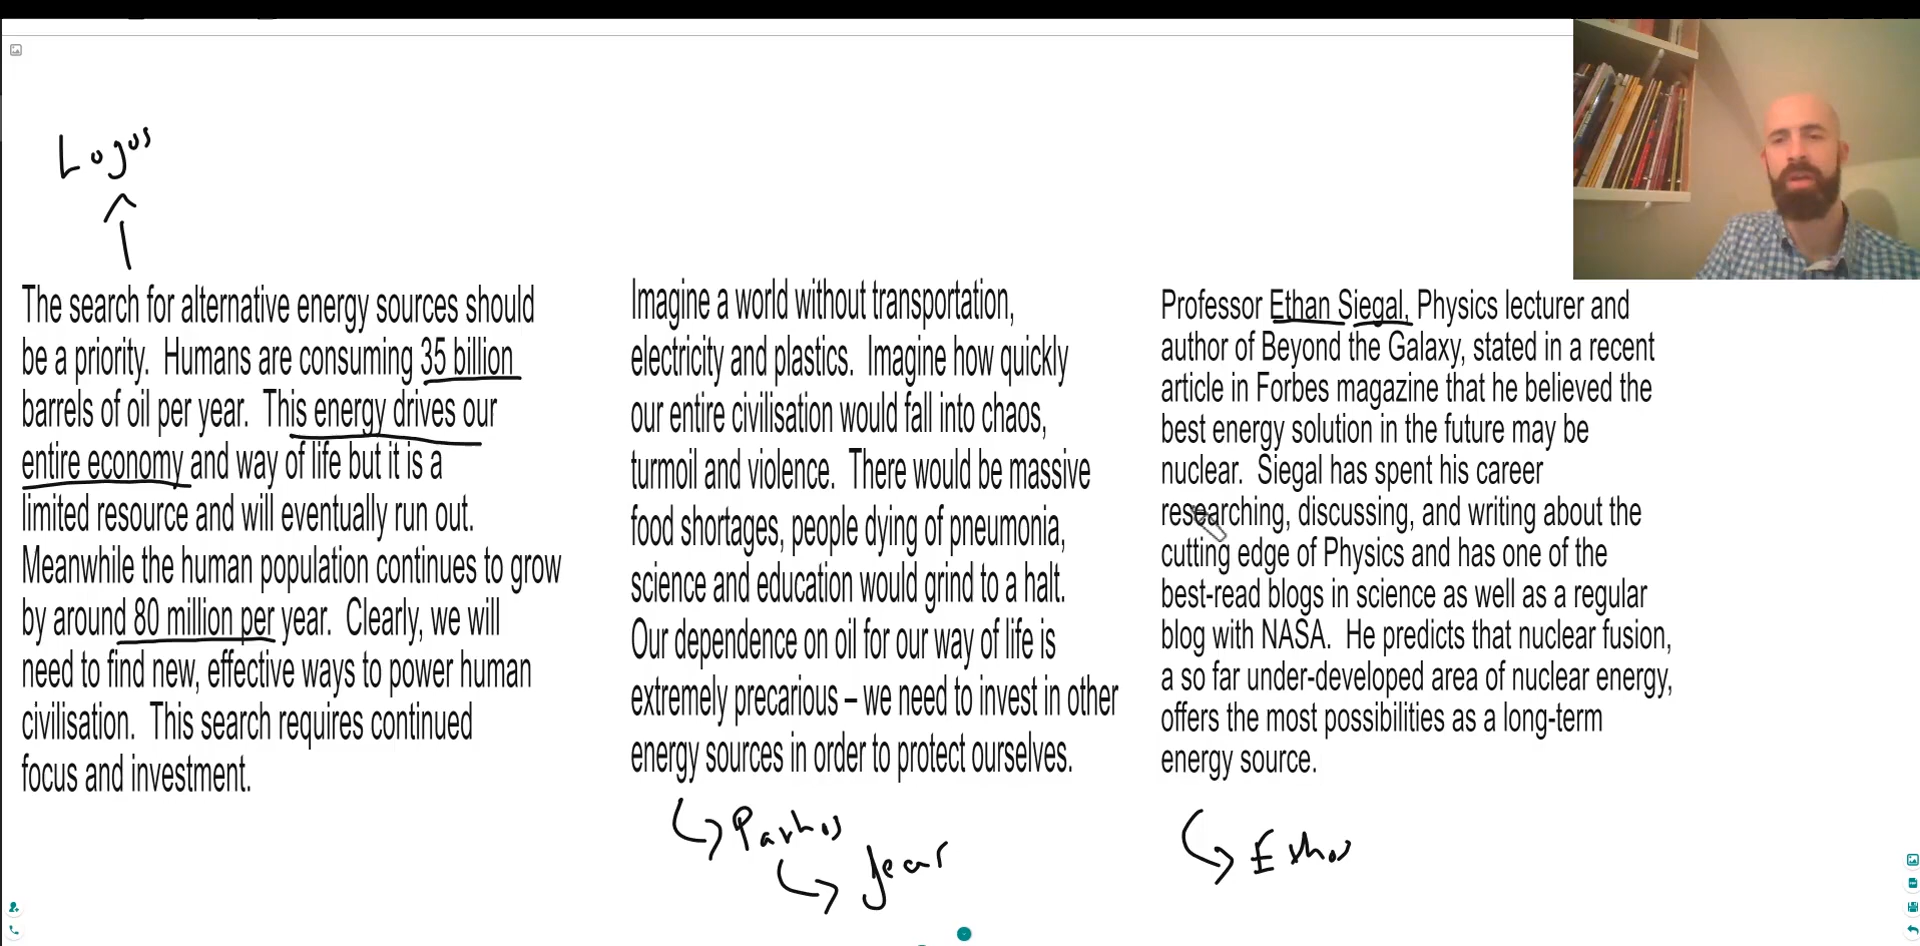 Logos
The search for alternative energy sources should
be a priority.  Humans are consuming 35 billion
barrels of oil per year.  This energy drives our
entire economy and way of life but it is a
limited resource and will eventually run out.
Meanwhile the human population continues to grow
by around 80 million per year.  Clearly, we will
need to find new, effective ways to power human
civilisation.  This search requires continued
focus and investment.
Imagine a world without transportation,
electricity and plastics.  Imagine how quickly
our entire civilisation would fall into chaos,
turmoil and violence.  There would be massive
food shortages, people dying of pneumonia,
science and education would grind to a halt.
Our dependence on oil for our way of life is
extremely precarious – we need to invest in other
energy sources in order to protect ourselves.
Pathos
fear
Professor Ethan Siegal, Physics lecturer and
author of Beyond the Galaxy, stated in a recent
article in Forbes magazine that he believed the
best energy solution in the future may be
nuclear.  Siegal has spent his career
researching, discussing, and writing about the
cutting edge of Physics and has one of the
best-read blogs in science as well as a regular
blog with NASA.  He predicts that nuclear fusion,
a so far under-developed area of nuclear energy,
offers the most possibilities as a long-term
energy source.
Ethos